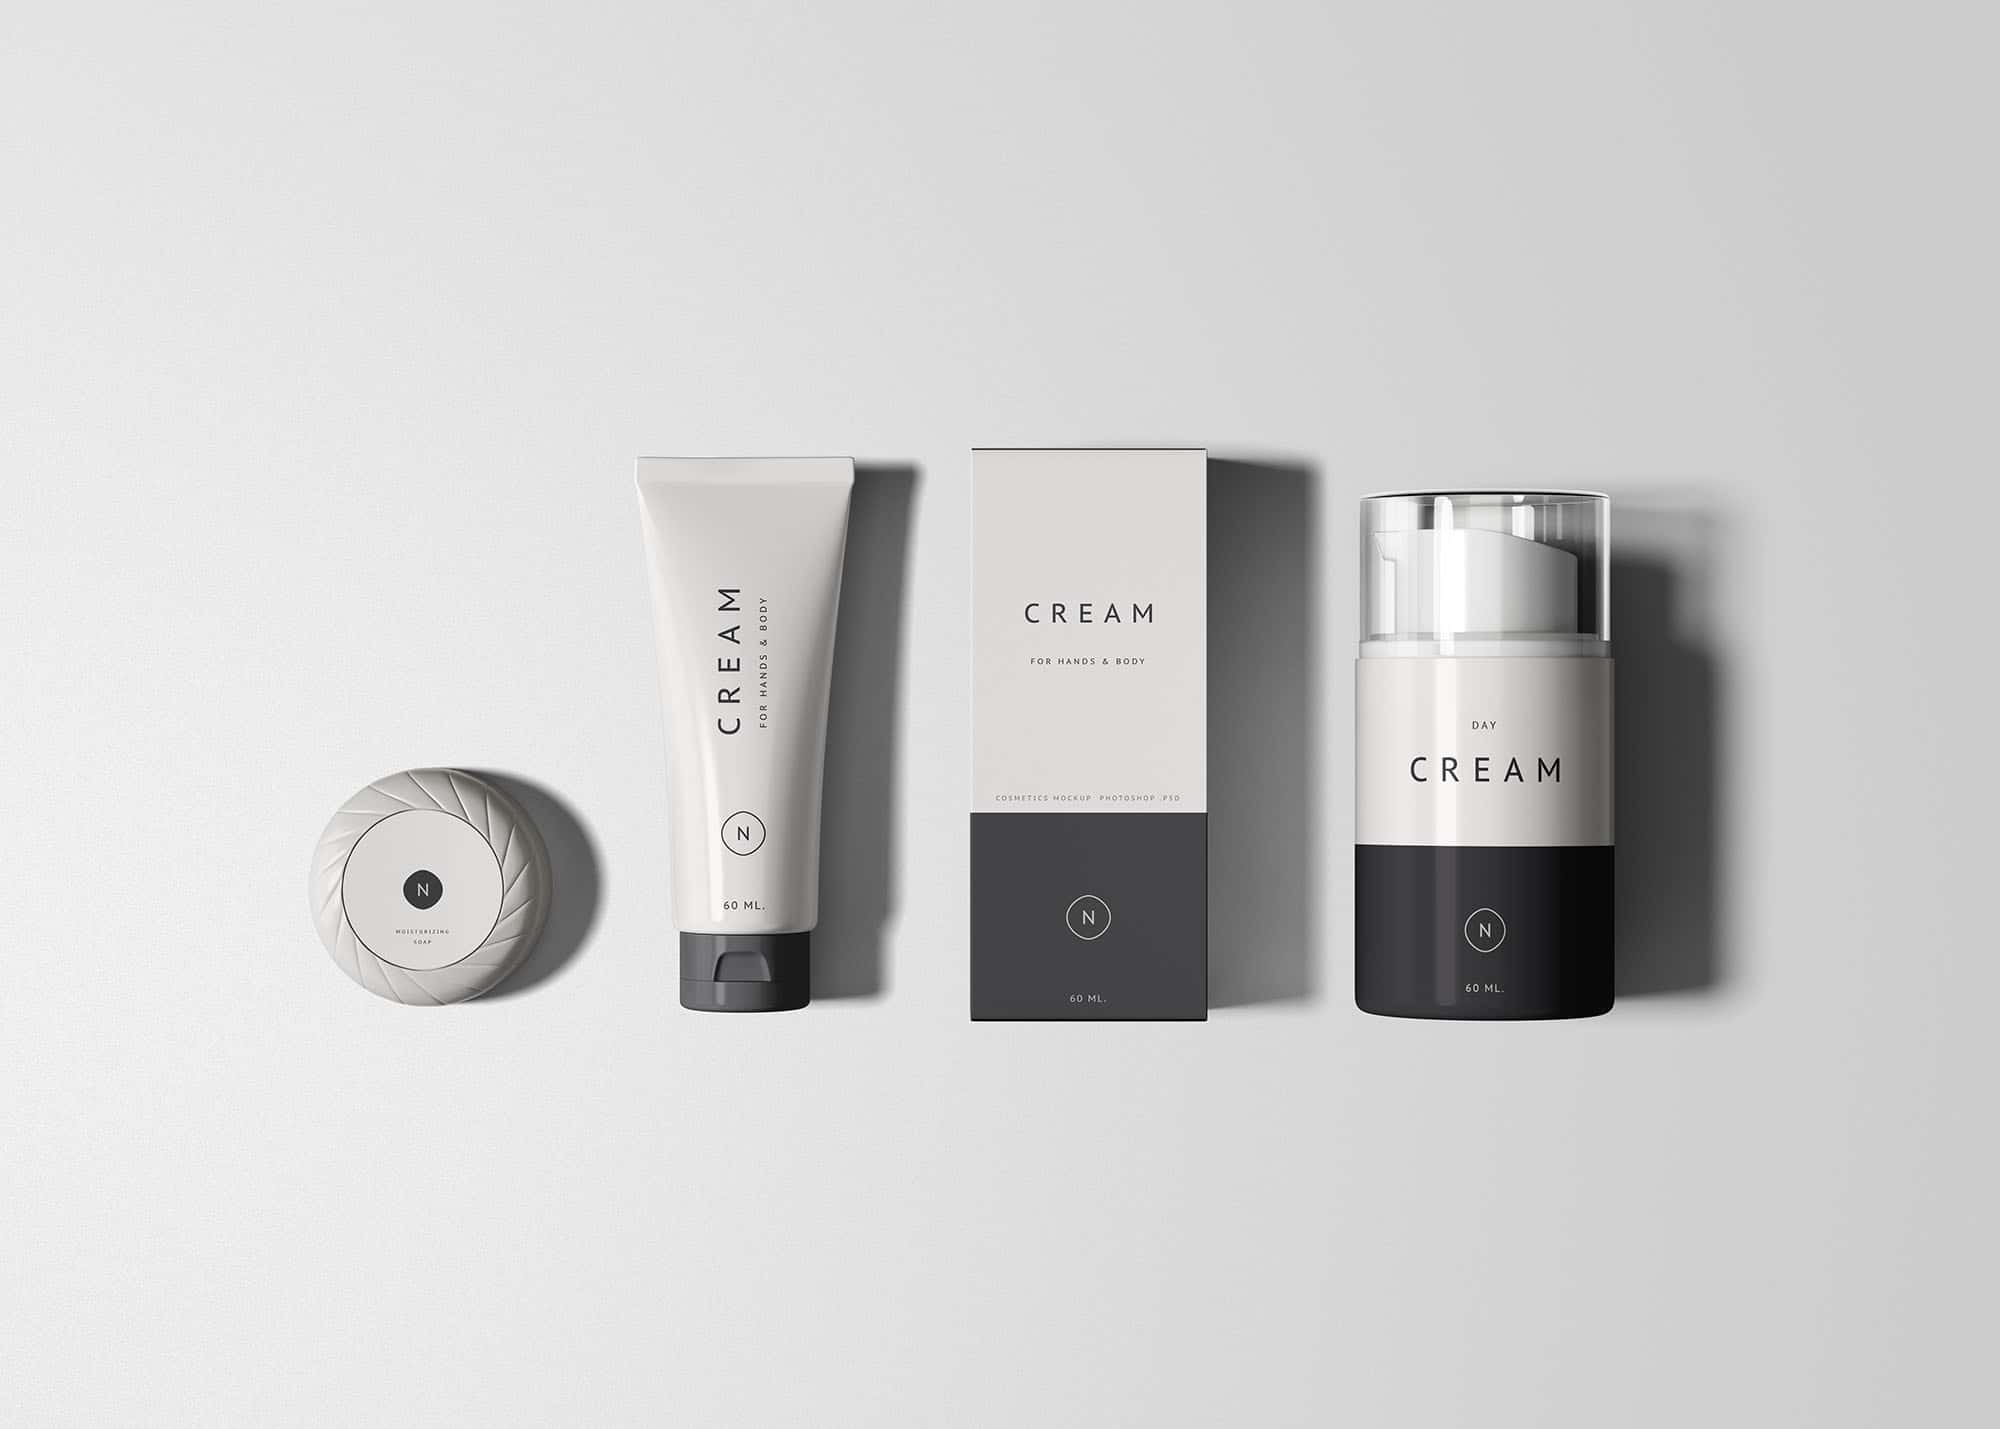 N
MOISTURIZING
SOAP
CREAM
FOR HANDS & BODY
N
60 ML.
CREAM
FOR HANDS & BODY
COSMETICS MOCKUP PHOTOSHOP .PSD
N
60 ML.
DAY
CREAM
N
60 ML.